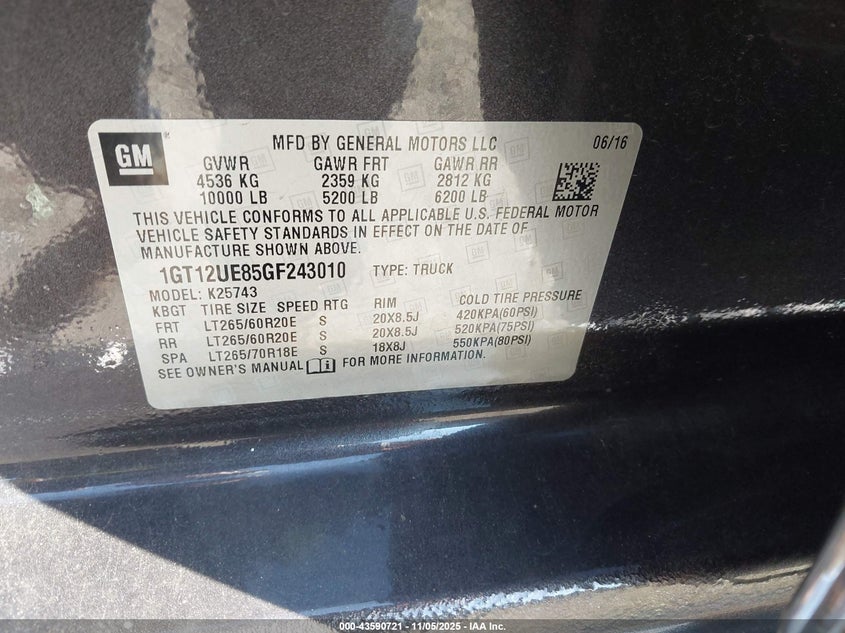 GM
MFD BY GENERAL MOTORS LLC 06/16
GVWR GAWR FRT GAWR RR
4536 KG 2359 KG 2812 KG
10000 LB 5200 LB 6200 LB
THIS VEHICLE CONFORMS TO ALL APPLICABLE U.S. FEDERAL MOTOR
VEHICLE SAFETY STANDARDS IN EFFECT ON THE DATE OF
MANUFACTURE SHOWN ABOVE.
1GT12UE85GF243010 TYPE: TRUCK
MODEL: K25743
KBGT TIRE SIZE SPEED RTG RIM COLD TIRE PRESSURE
FRT LT265/60R20E S 20X8.5J 420KPA(60PSI)
RR LT265/60R20E S 20X8.5J 520KPA(75PSI)
SPA LT265/70R18E S 18X8J 550KPA(80PSI)
SEE OWNER'S MANUAL FOR MORE INFORMATION.
000-43590721 - 11/05/2025 - IAA Inc.